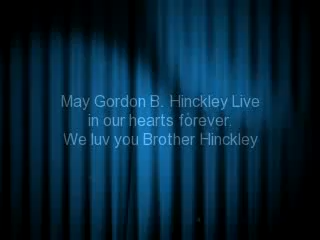 May Gordon B. Hinckley Live
in our hearts forever.
We luv you Brother Hinckley